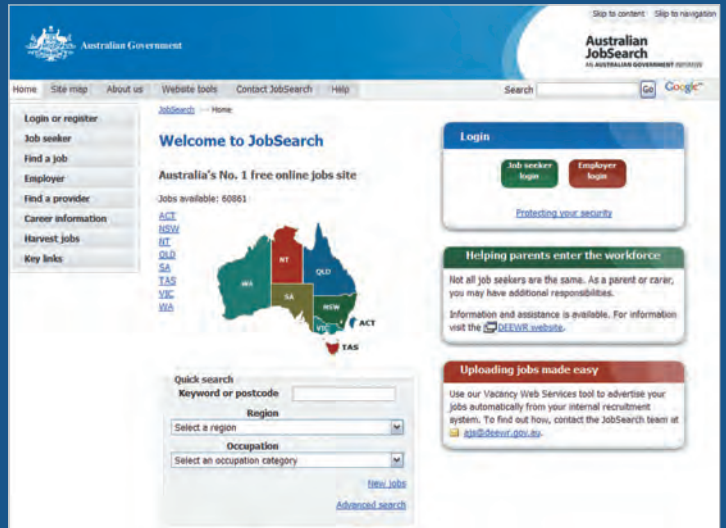 Skip to content Skip to navigation
Australian Government
Australian
JobSearch
AN AUSTRALIAN GOVERNMENT INITIATIVE
Home Site map About us Website tools Contact JobSearch Help
Search Go Google™
Login or register
Job seeker
Find a job
Employer
Find a provider
Career information
Harvest jobs
Key links
JobSearch Home
Welcome to JobSearch
Australia's No. 1 free online jobs site
Jobs available: 60861
ACT
NSW
NT
QLD
SA
TAS
VIC
WA
NT
QLD
WA
SA
NSW
VIC
ACT
TAS
Quick search
Keyword or postcode
Region
Select a region
Occupation
Select an occupation category
New jobs
Advanced search
Login
Job seeker
login
Employer
login
Protecting your security
Helping parents enter the workforce
Not all job seekers are the same. As a parent or carer,
you may have additional responsibilities.
Information and assistance is available. For information
visit the DEEWR website.
Uploading jobs made easy
Use our Vacancy Web Services tool to advertise your
jobs automatically from your internal recruitment
system. To find out how, contact the JobSearch team at
ajs@deewr.gov.au.